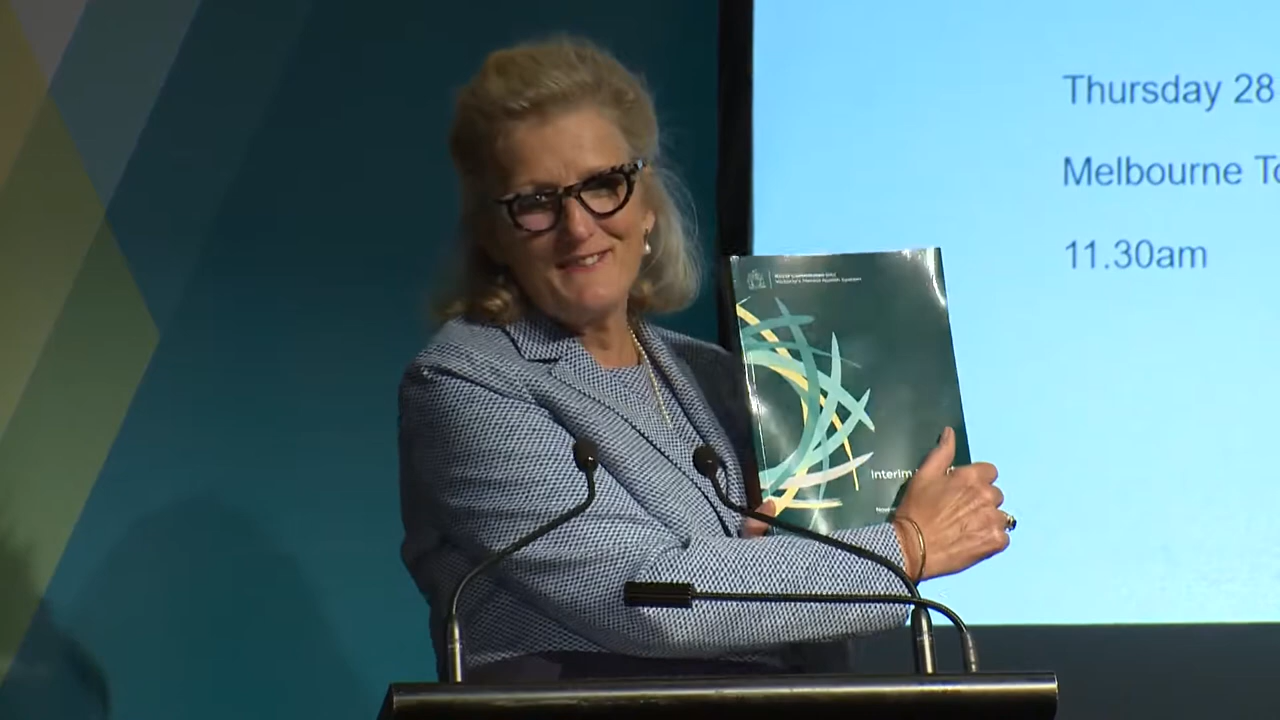 Thursday 28
Melbourne To
11.30am
Royal Commission into
Victoria's Mental Health System
Interim